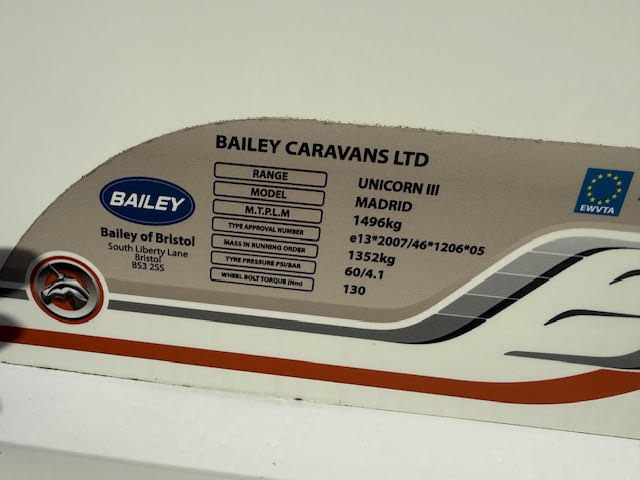 BAILEY CARAVANS LTD
RANGE UNICORN III
MODEL MADRID
M.T.P.L.M 1496kg
TYPE APPROVAL NUMBER e13*2007/46*1206*05
MASS IN RUNNING ORDER 1352kg
TYRE PRESSURE PSI/BAR 60/4.1
WHEEL BOLT TORQUE (Nm) 130
BAILEY
Bailey of Bristol
South Liberty Lane
Bristol
BS3 2SS
EWVTA